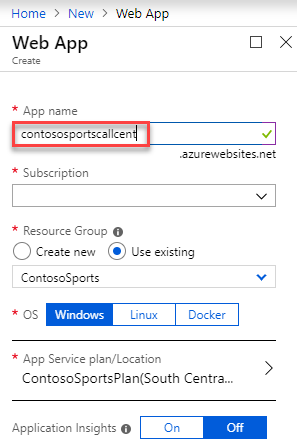 Home > New > Web App
Web App
Create
* App name
contososportscallcent
.azurewebsites.net
* Subscription
* Resource Group
Create new Use existing
ContosoSports
* OS Windows Linux Docker
* App Service plan/Location
ContosoSportsPlan(South Centra...
Application Insights On Off